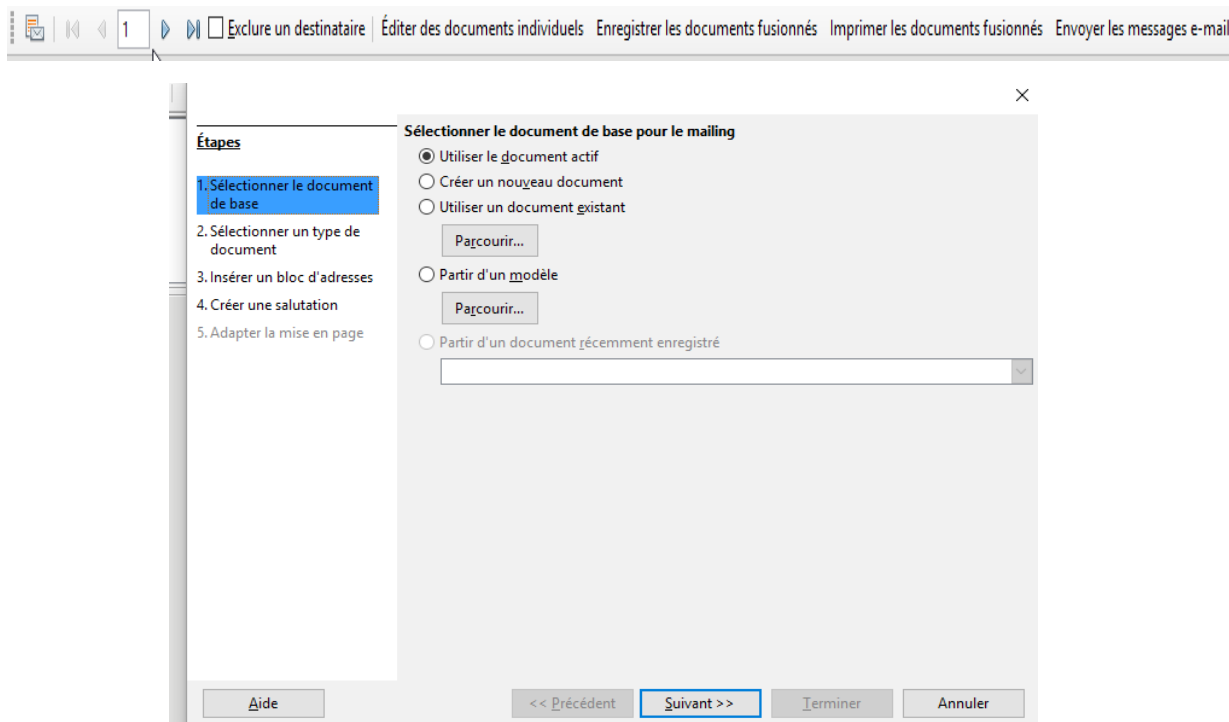 1 Exclure un destinataire Éditer des documents individuels Enregistrer les documents fusionnés Imprimer les documents fusionnés Envoyer les messages e-mail
Étapes
1. Sélectionner le document
de base
2. Sélectionner un type de
document
3. Insérer un bloc d'adresses
4. Créer une salutation
5. Adapter la mise en page
Sélectionner le document de base pour le mailing
Utiliser le document actif
Créer un nouveau document
Utiliser un document existant
Parcourir...
Partir d'un modèle
Parcourir...
Partir d'un document récemment enregistré
Aide << Précédent Suivant >> Terminer Annuler